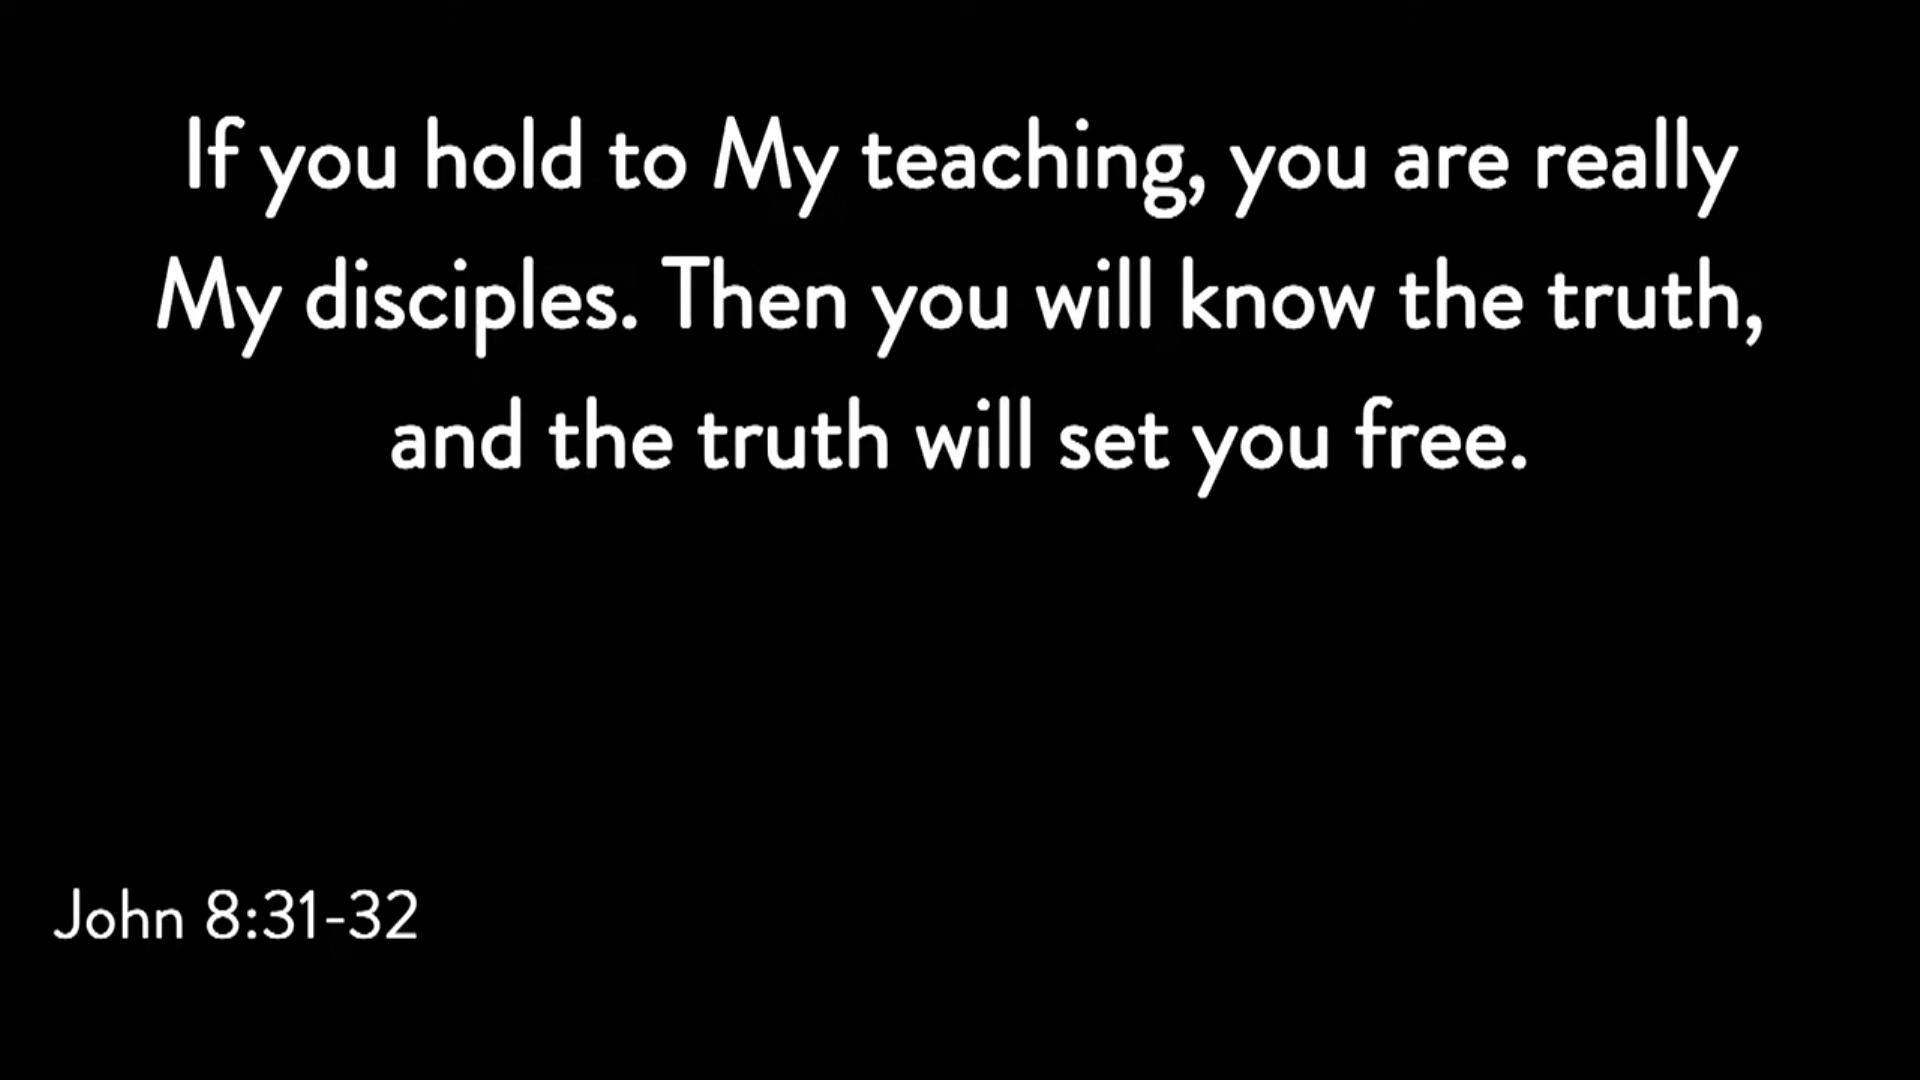 If you hold to My teaching, you are really
My disciples. Then you will know the truth,
and the truth will set you free.
John 8:31-32